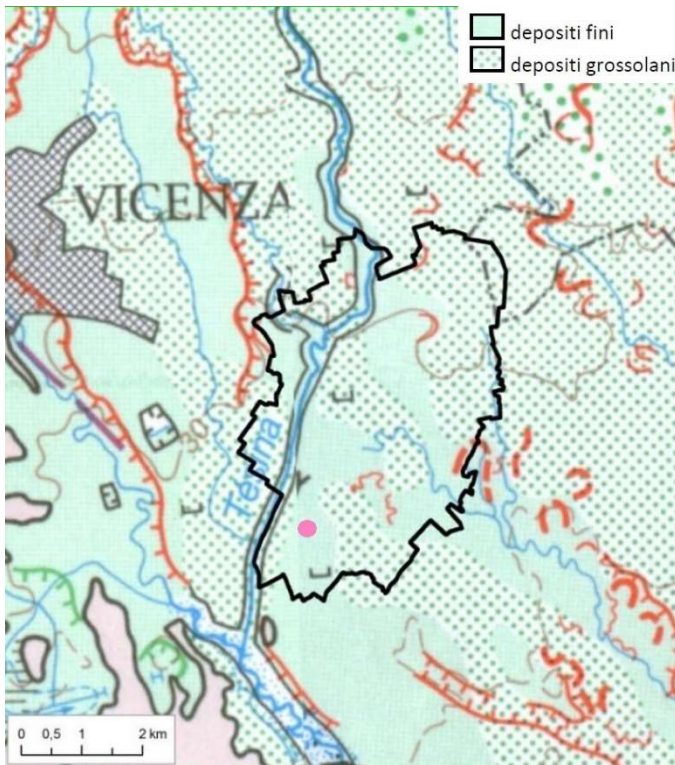 depositi fini
depositi grossolani
VICENZA
30
Tesina
0 0,5 1 2 km